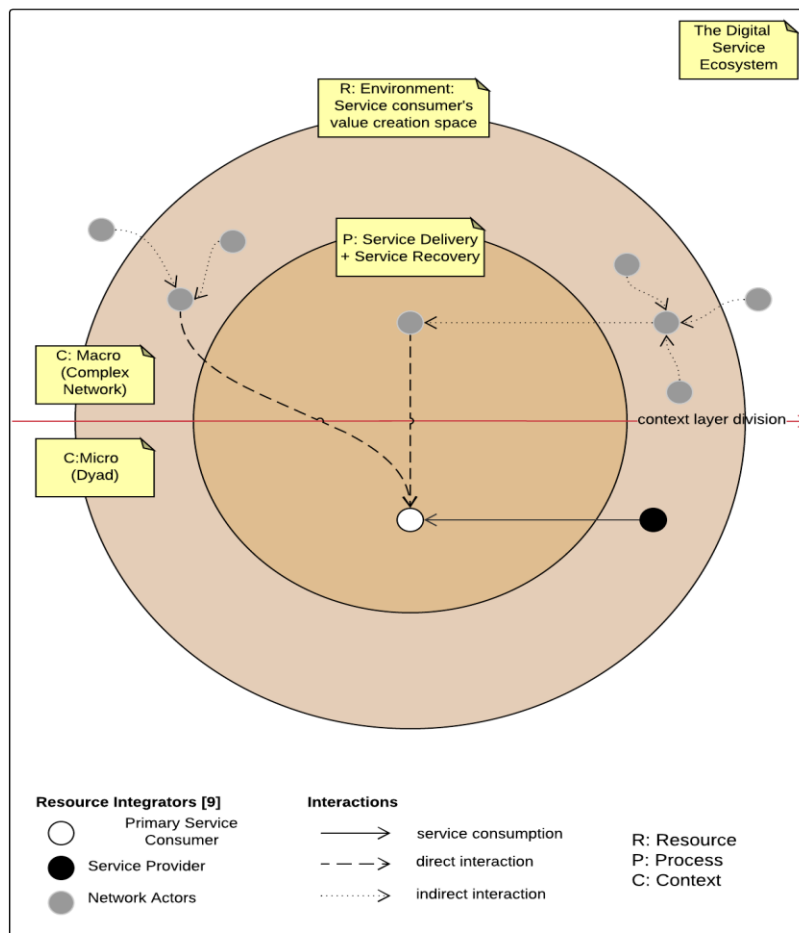 The Digital
Service
Ecosystem
R: Environment:
Service consumer's
value creation space
P: Service Delivery
+ Service Recovery
C: Macro
(Complex
Network)
context layer division
C:Micro
(Dyad)
Resource Integrators [9]
Primary Service
Consumer
Service Provider
Network Actors
Interactions
service consumption
direct interaction
indirect interaction
R: Resource
P: Process
C: Context